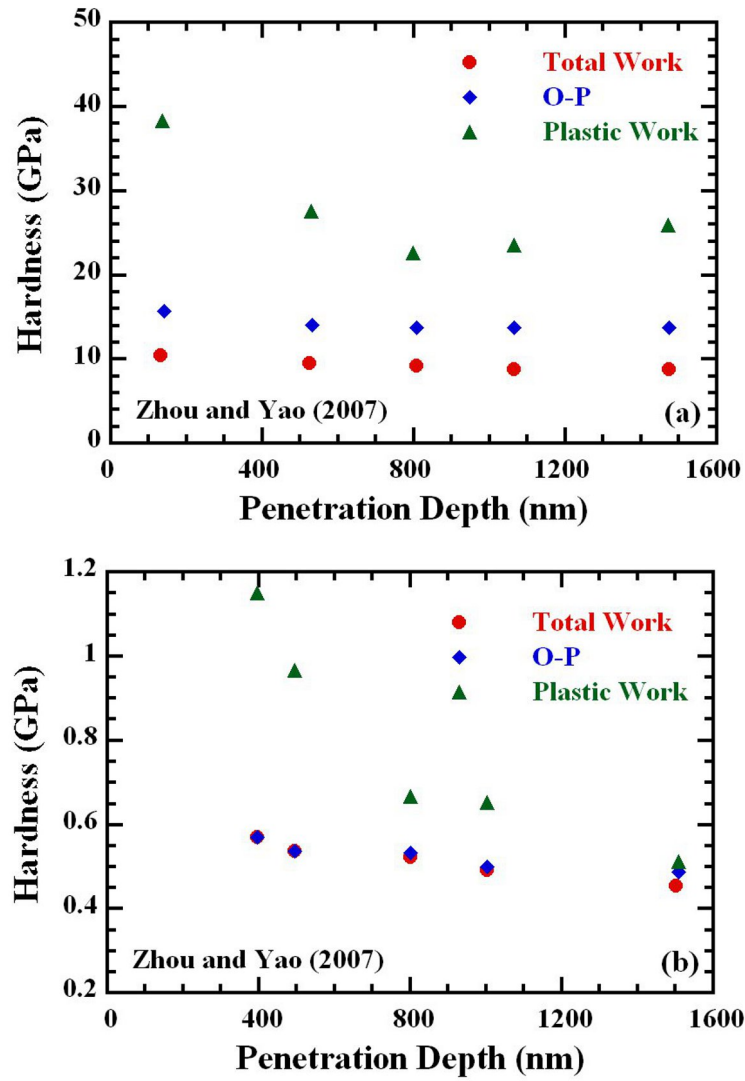 50
40
30
20
10
0
Hardness (GPa)
Total Work
O-P
Plastic Work
Zhou and Yao (2007)
(a)
0 400 800 1200 1600
Penetration Depth (nm)
1.2
1
0.8
0.6
0.4
0.2
Hardness (GPa)
Total Work
O-P
Plastic Work
Zhou and Yao (2007)
(b)
0 400 800 1200 1600
Penetration Depth (nm)